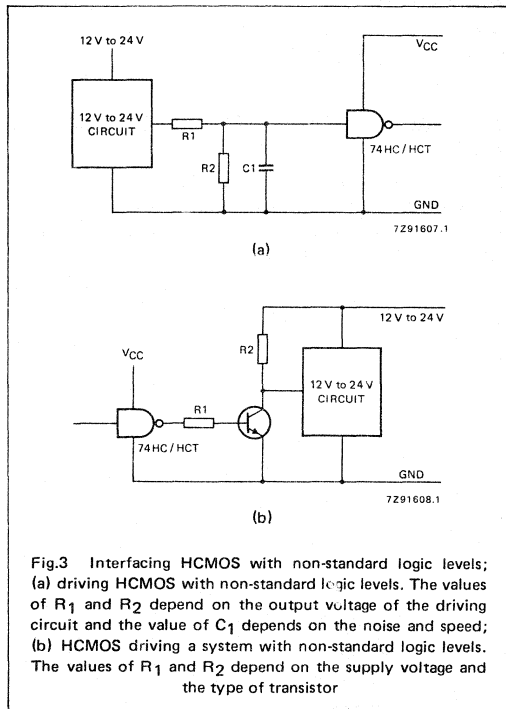 12 V to 24 V
VCC
12 V to 24 V
CIRCUIT
R1
R2
C1
74HC / HCT
GND
7Z91607.1
(a)
12 V to 24 V
R2
VCC
12 V to 24 V
CIRCUIT
R1
74HC / HCT
GND
7Z91608.1
(b)
Fig.3 Interfacing HCMOS with non-standard logic levels;
(a) driving HCMOS with non-standard logic levels. The values
of R1 and R2 depend on the output voltage of the driving
circuit and the value of C1 depends on the noise and speed;
(b) HCMOS driving a system with non-standard logic levels.
The values of R1 and R2 depend on the supply voltage and
the type of transistor